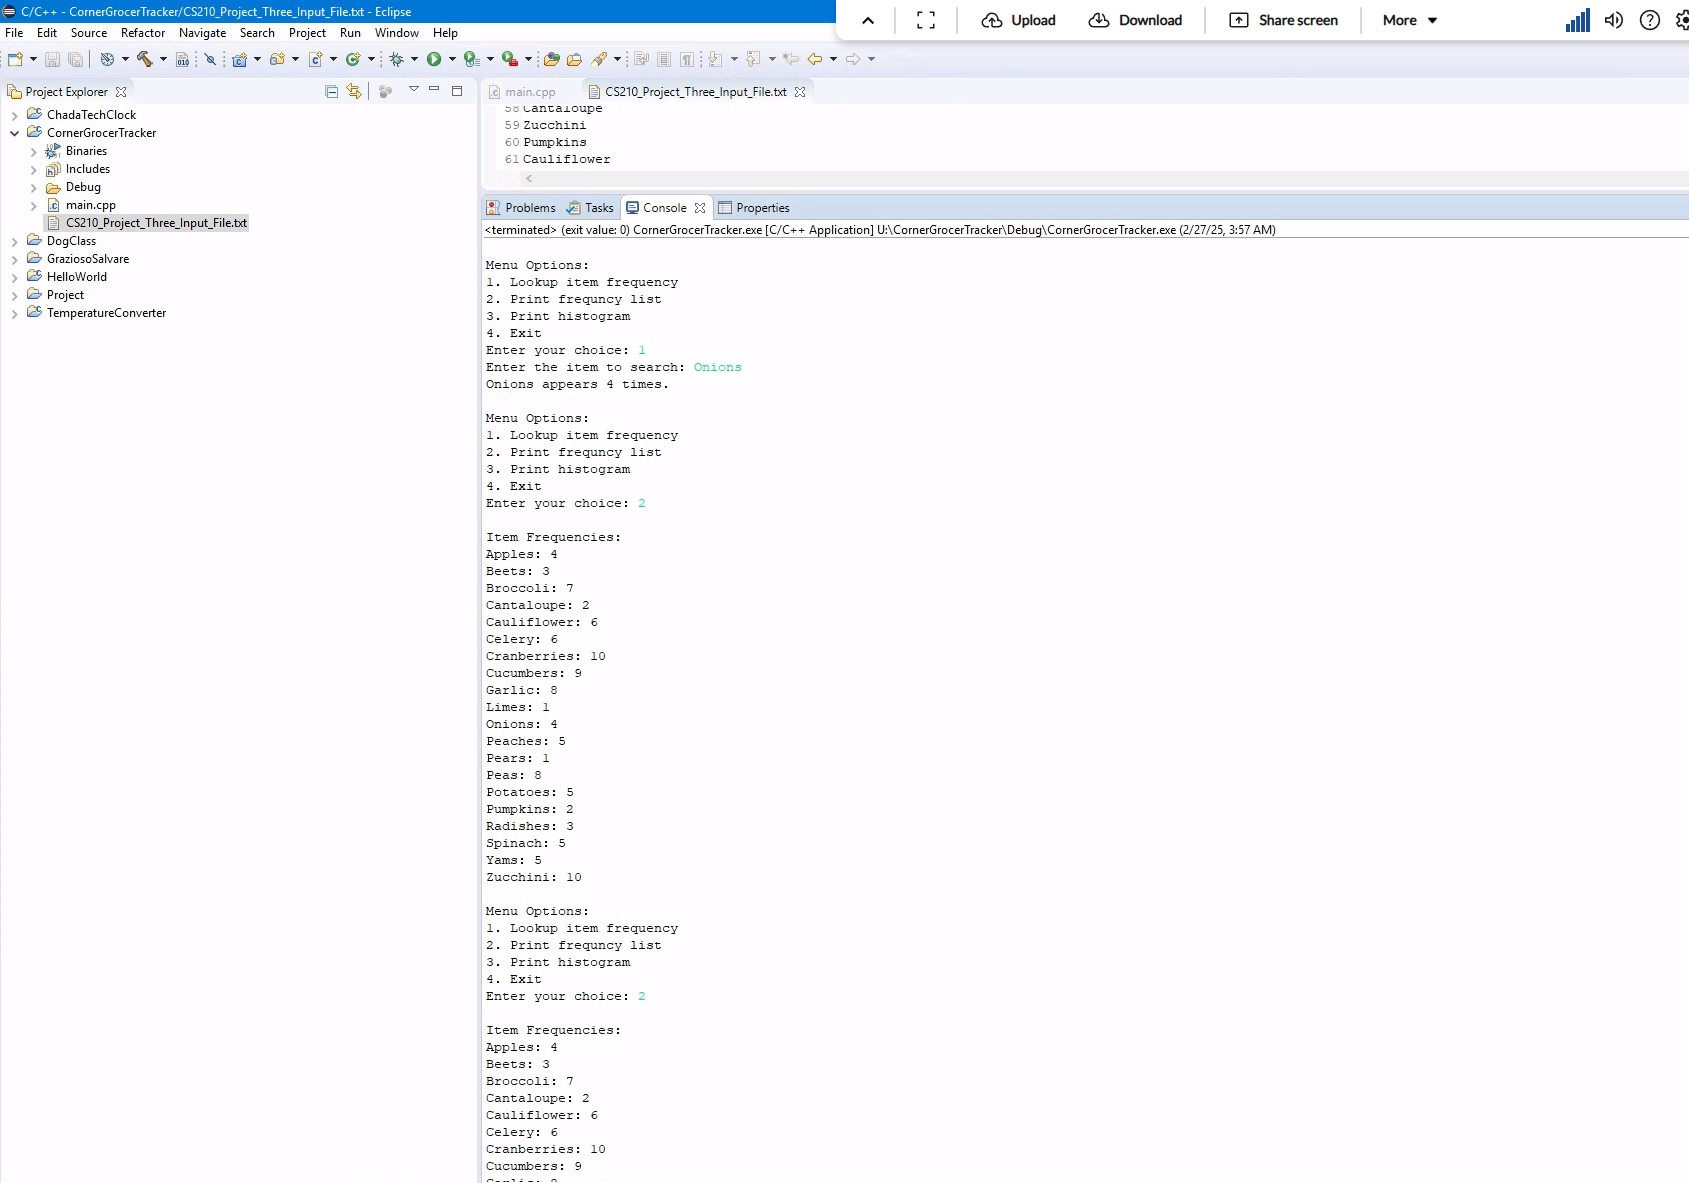 C/C++ - CornerGrocerTracker/CS210_Project_Three_Input_File.txt - Eclipse
Upload Download Share screen More
File Edit Source Refactor Navigate Search Project Run Window Help
Project Explorer
ChadaTechClock
CornerGrocerTracker
Binaries
Includes
Debug
main.cpp
CS210_Project_Three_Input_File.txt
DogClass
GraziosoSalvare
HelloWorld
Project
TemperatureConverter
main.cpp CS210_Project_Three_Input_File.txt
58 Cantaloupe
59 Zucchini
60 Pumpkins
61 Cauliflower
Problems Tasks Console Properties
<terminated> (exit value: 0) CornerGrocerTracker.exe [C/C++ Application] U:\CornerGrocerTracker\Debug\CornerGrocerTracker.exe (2/27/25, 3:57 AM)
Menu Options:
1. Lookup item frequency
2. Print frequncy list
3. Print histogram
4. Exit
Enter your choice: 1
Enter the item to search: Onions
Onions appears 4 times.
Menu Options:
1. Lookup item frequency
2. Print frequncy list
3. Print histogram
4. Exit
Enter your choice: 2
Item Frequencies:
Apples: 4
Beets: 3
Broccoli: 7
Cantaloupe: 2
Cauliflower: 6
Celery: 6
Cranberries: 10
Cucumbers: 9
Garlic: 8
Limes: 1
Onions: 4
Peaches: 5
Pears: 1
Peas: 8
Potatoes: 5
Pumpkins: 2
Radishes: 3
Spinach: 5
Yams: 5
Zucchini: 10
Menu Options:
1. Lookup item frequency
2. Print frequncy list
3. Print histogram
4. Exit
Enter your choice: 2
Item Frequencies:
Apples: 4
Beets: 3
Broccoli: 7
Cantaloupe: 2
Cauliflower: 6
Celery: 6
Cranberries: 10
Cucumbers: 9